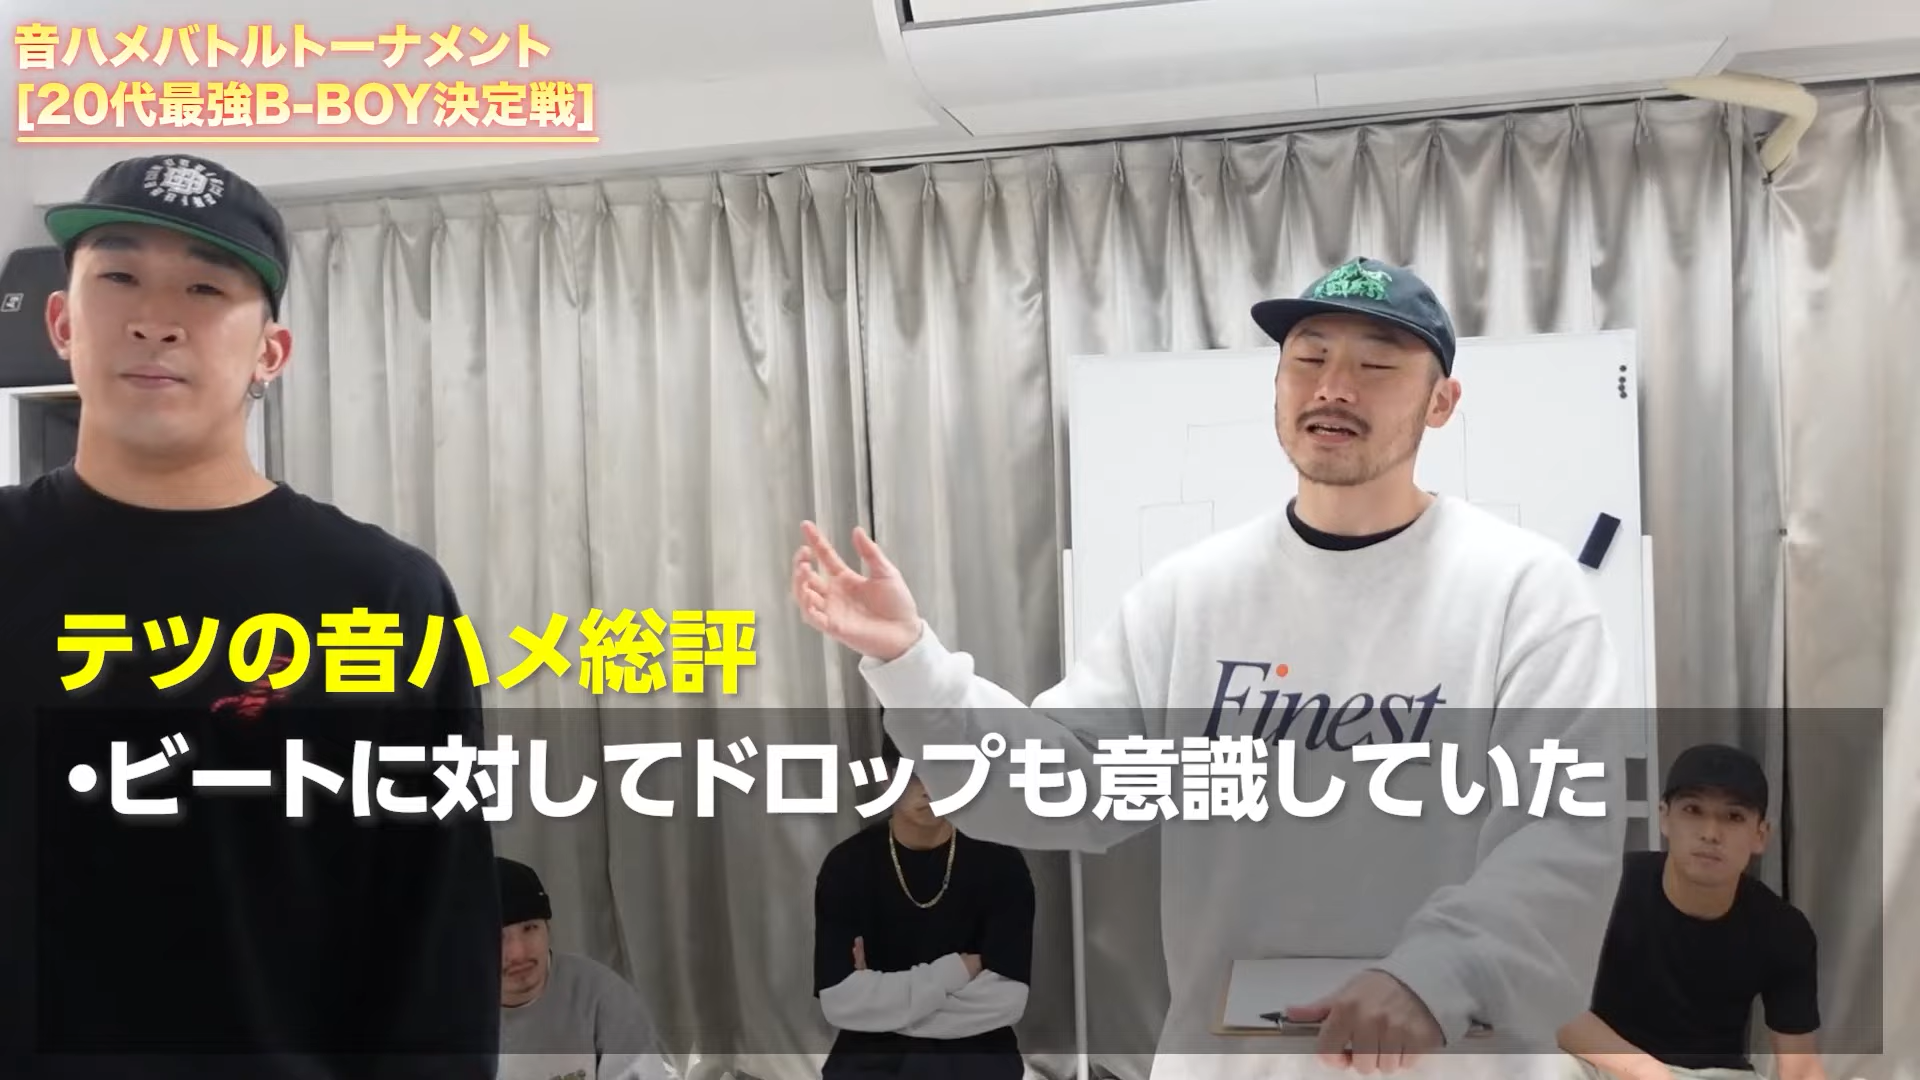 音ハメバトルトーナメント
[20代最強B-BOY決定戦]
テツの音ハメ総評
Finest
・ビートに対してドロップも意識していた